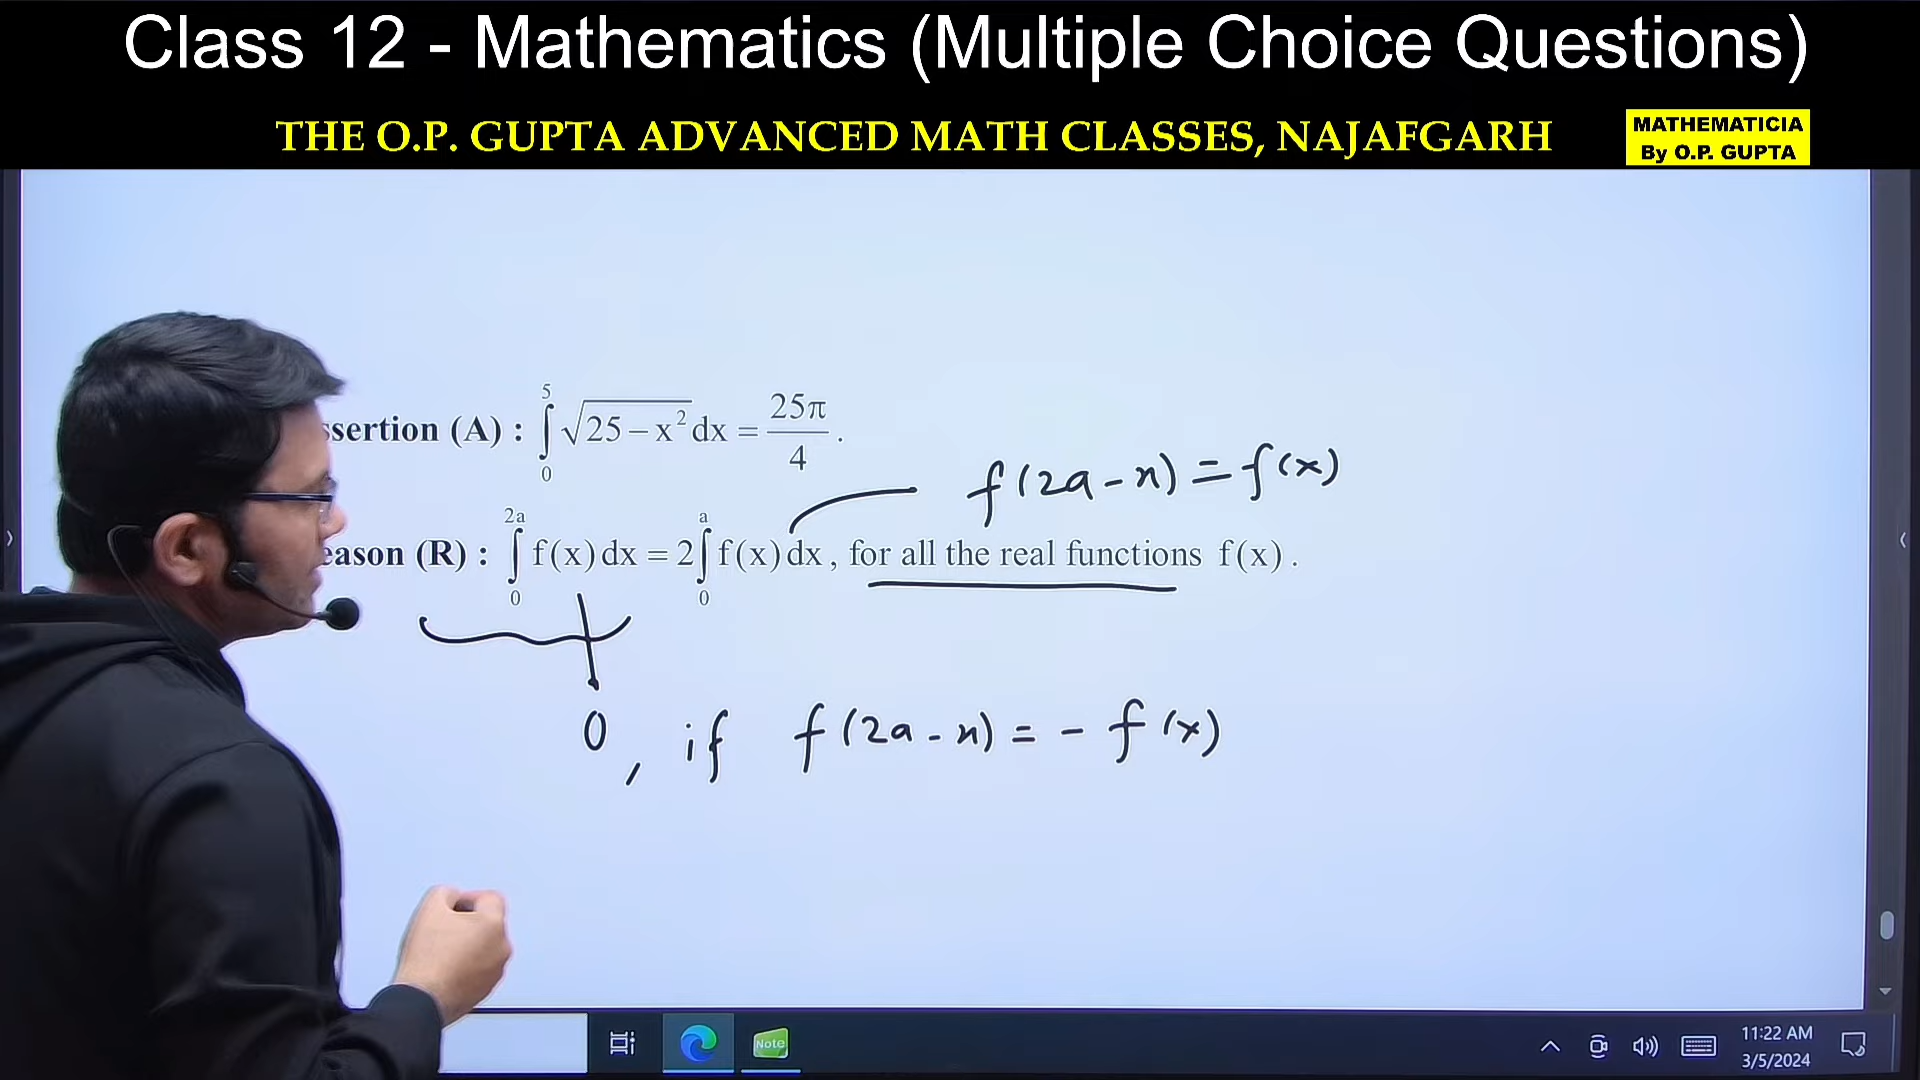 Class 12 - Mathematics (Multiple Choice Questions)
THE O.P. GUPTA ADVANCED MATH CLASSES, NAJAFGARH
MATHEMATICIA
By O.P. GUPTA
ssertion (A) : ∫₀⁵ √(25 – x²) dx = 25π/4 .
f(2a-x) = f(x)
eason (R) : ∫₀²ᵃ f(x) dx = 2∫₀ᵃ f(x) dx , for all the real functions f(x) .
0, if f(2a-x) = - f(x)
Note
11:22 AM
3/5/2024